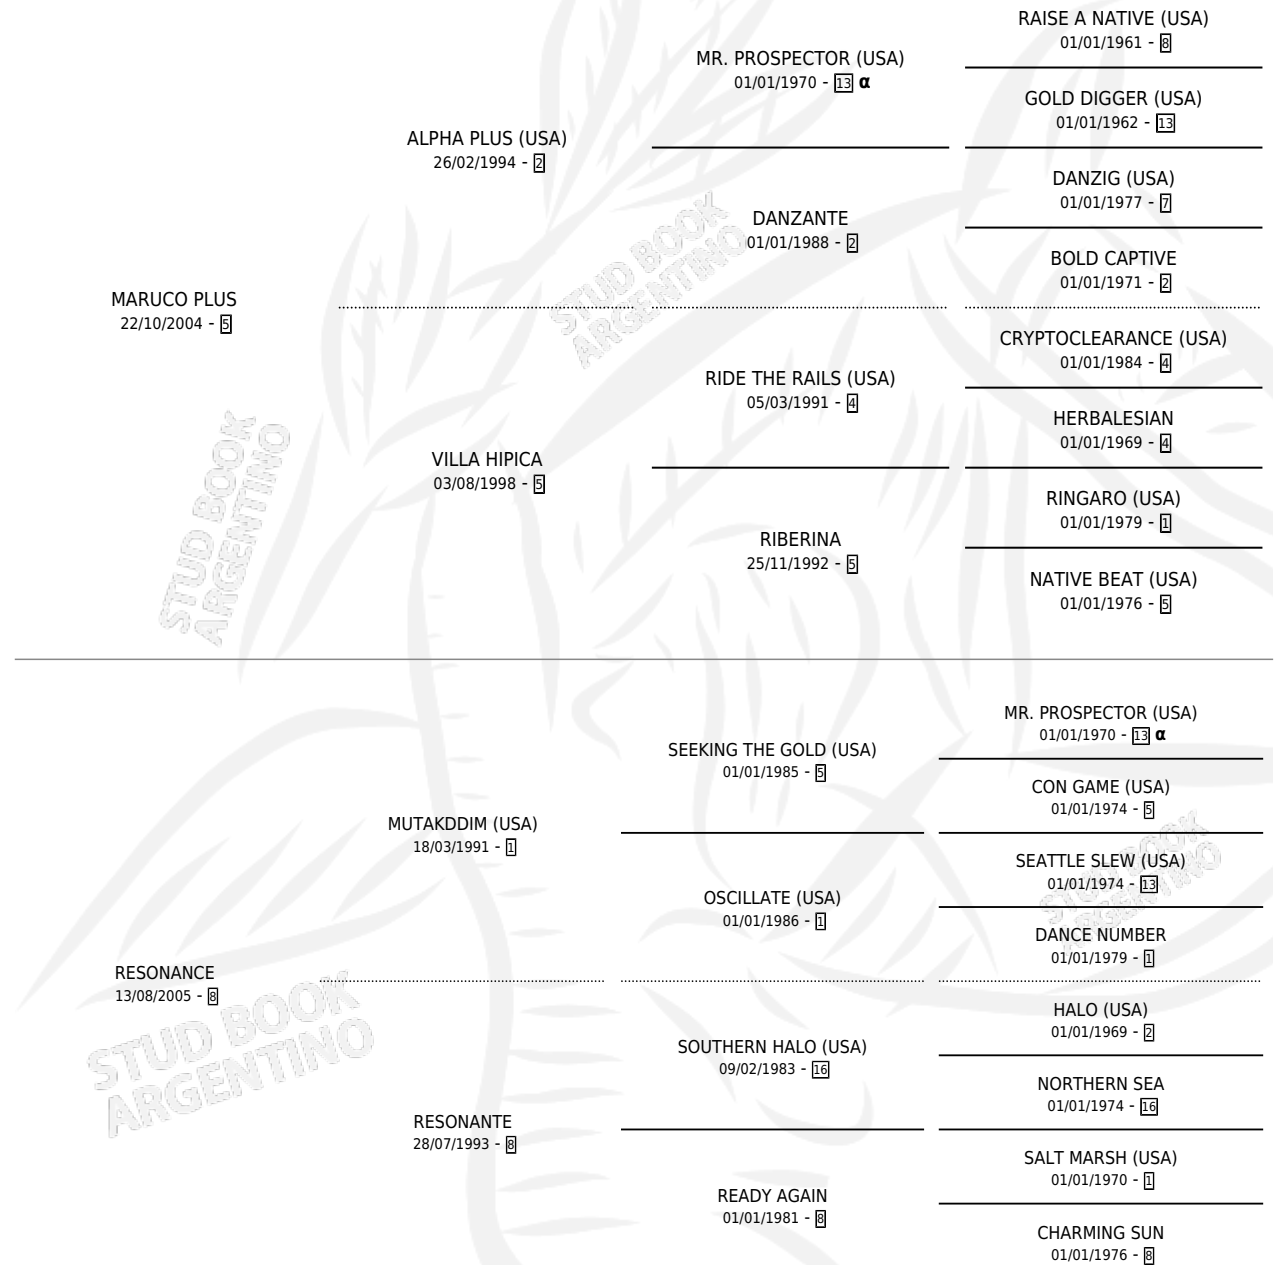 RAISE A NATIVE (USA)
01/01/1961 - 8
MR. PROSPECTOR (USA)
01/01/1970 - 13 α
GOLD DIGGER (USA)
01/01/1962 - 13
ALPHA PLUS (USA)
26/02/1994 - 2
DANZIG (USA)
01/01/1977 - 7
DANZANTE
01/01/1988 - 2
BOLD CAPTIVE
01/01/1971 - 2
MARUCO PLUS
22/10/2004 - 5
CRYPTOCLEARANCE (USA)
01/01/1984 - 4
RIDE THE RAILS (USA)
05/03/1991 - 4
HERBALESIAN
01/01/1969 - 4
VILLA HIPICA
03/08/1998 - 5
RINGARO (USA)
01/01/1979 - 1
RIBERINA
25/11/1992 - 5
NATIVE BEAT (USA)
01/01/1976 - 5
STUD BOOK
ARGENTINO
STUD BOOK
ARGENTINO
MR. PROSPECTOR (USA)
01/01/1970 - 13 α
SEEKING THE GOLD (USA)
01/01/1985 - 5
CON GAME (USA)
01/01/1974 - 5
MUTAKDDIM (USA)
18/03/1991 - 1
SEATTLE SLEW (USA)
01/01/1974 - 13
OSCILLATE (USA)
01/01/1986 - 1
DANCE NUMBER
01/01/1979 - 1
RESONANCE
13/08/2005 - 8
HALO (USA)
01/01/1969 - 2
SOUTHERN HALO (USA)
09/02/1983 - 16
NORTHERN SEA
01/01/1974 - 16
RESONANTE
28/07/1993 - 8
SALT MARSH (USA)
01/01/1970 - 1
READY AGAIN
01/01/1981 - 8
CHARMING SUN
01/01/1976 - 8
STUD BOOK
ARGENTINO
STUD BOOK
ARGENTINO